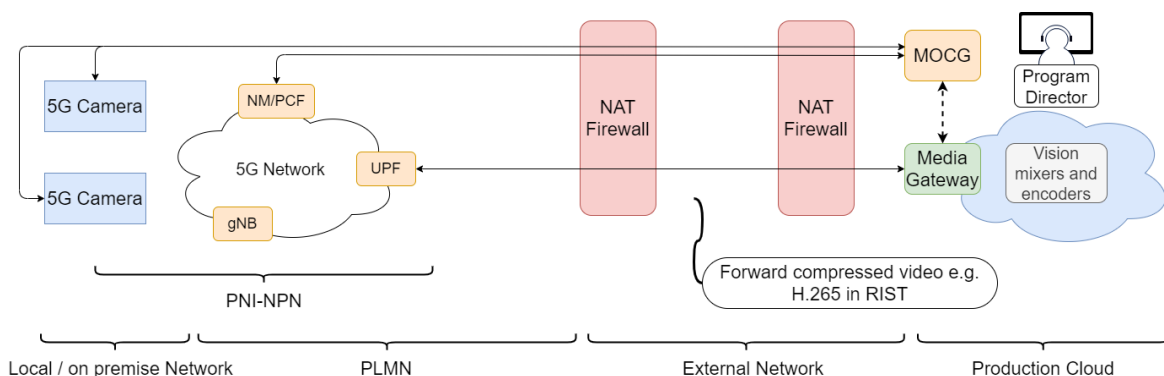 MOCG
Program
Director
5G Camera
NM/PCF
NAT
Firewall
NAT
Firewall
5G Network
UPF
Media
Gateway
Vision
mixers and
encoders
5G Camera
gNB
Forward compressed video e.g.
H.265 in RIST
PNI-NPN
Local / on premise Network
PLMN
External Network
Production Cloud